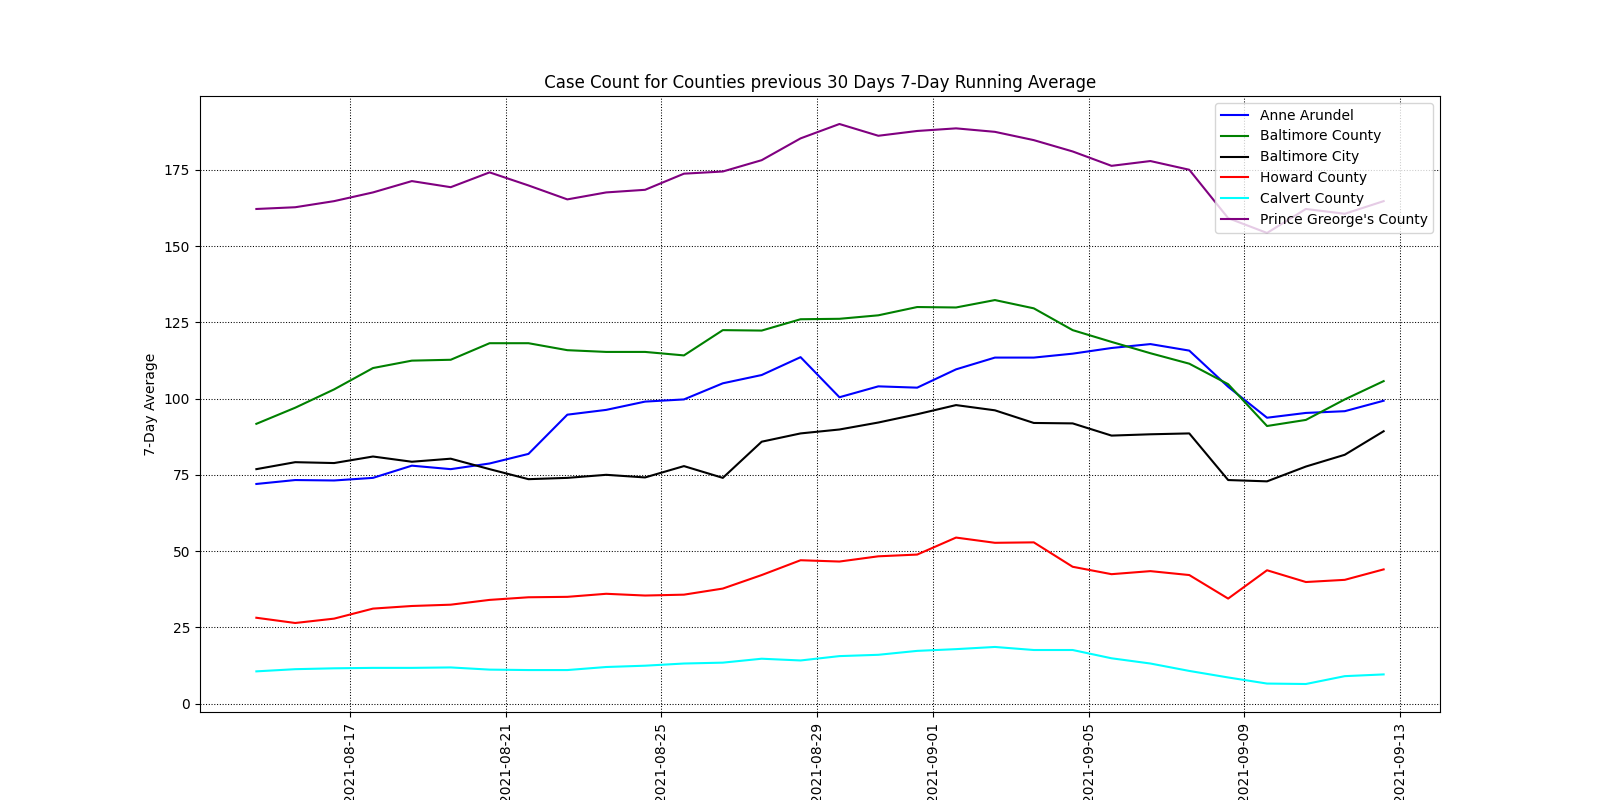 Case Count for Counties previous 30 Days 7-Day Running Average
Anne Arundel
Baltimore County
Baltimore City
Howard County
Calvert County
Prince Greorge's County
7-Day Average
175
150
125
100
75
50
25
0
2021-08-17
2021-08-21
2021-08-25
2021-08-29
2021-09-01
2021-09-05
2021-09-09
2021-09-13